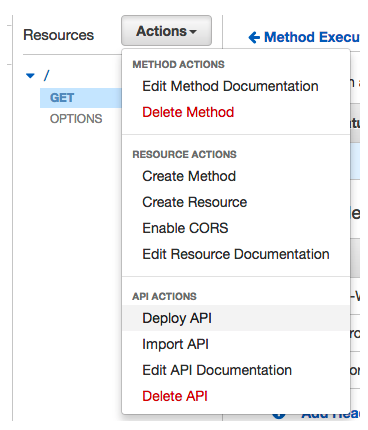 Resources
Actions
Method Execu
/
GET
OPTIONS
METHOD ACTIONS
Edit Method Documentation
Delete Method
RESOURCE ACTIONS
Create Method
Create Resource
Enable CORS
Edit Resource Documentation
API ACTIONS
Deploy API
Import API
Edit API Documentation
Delete API